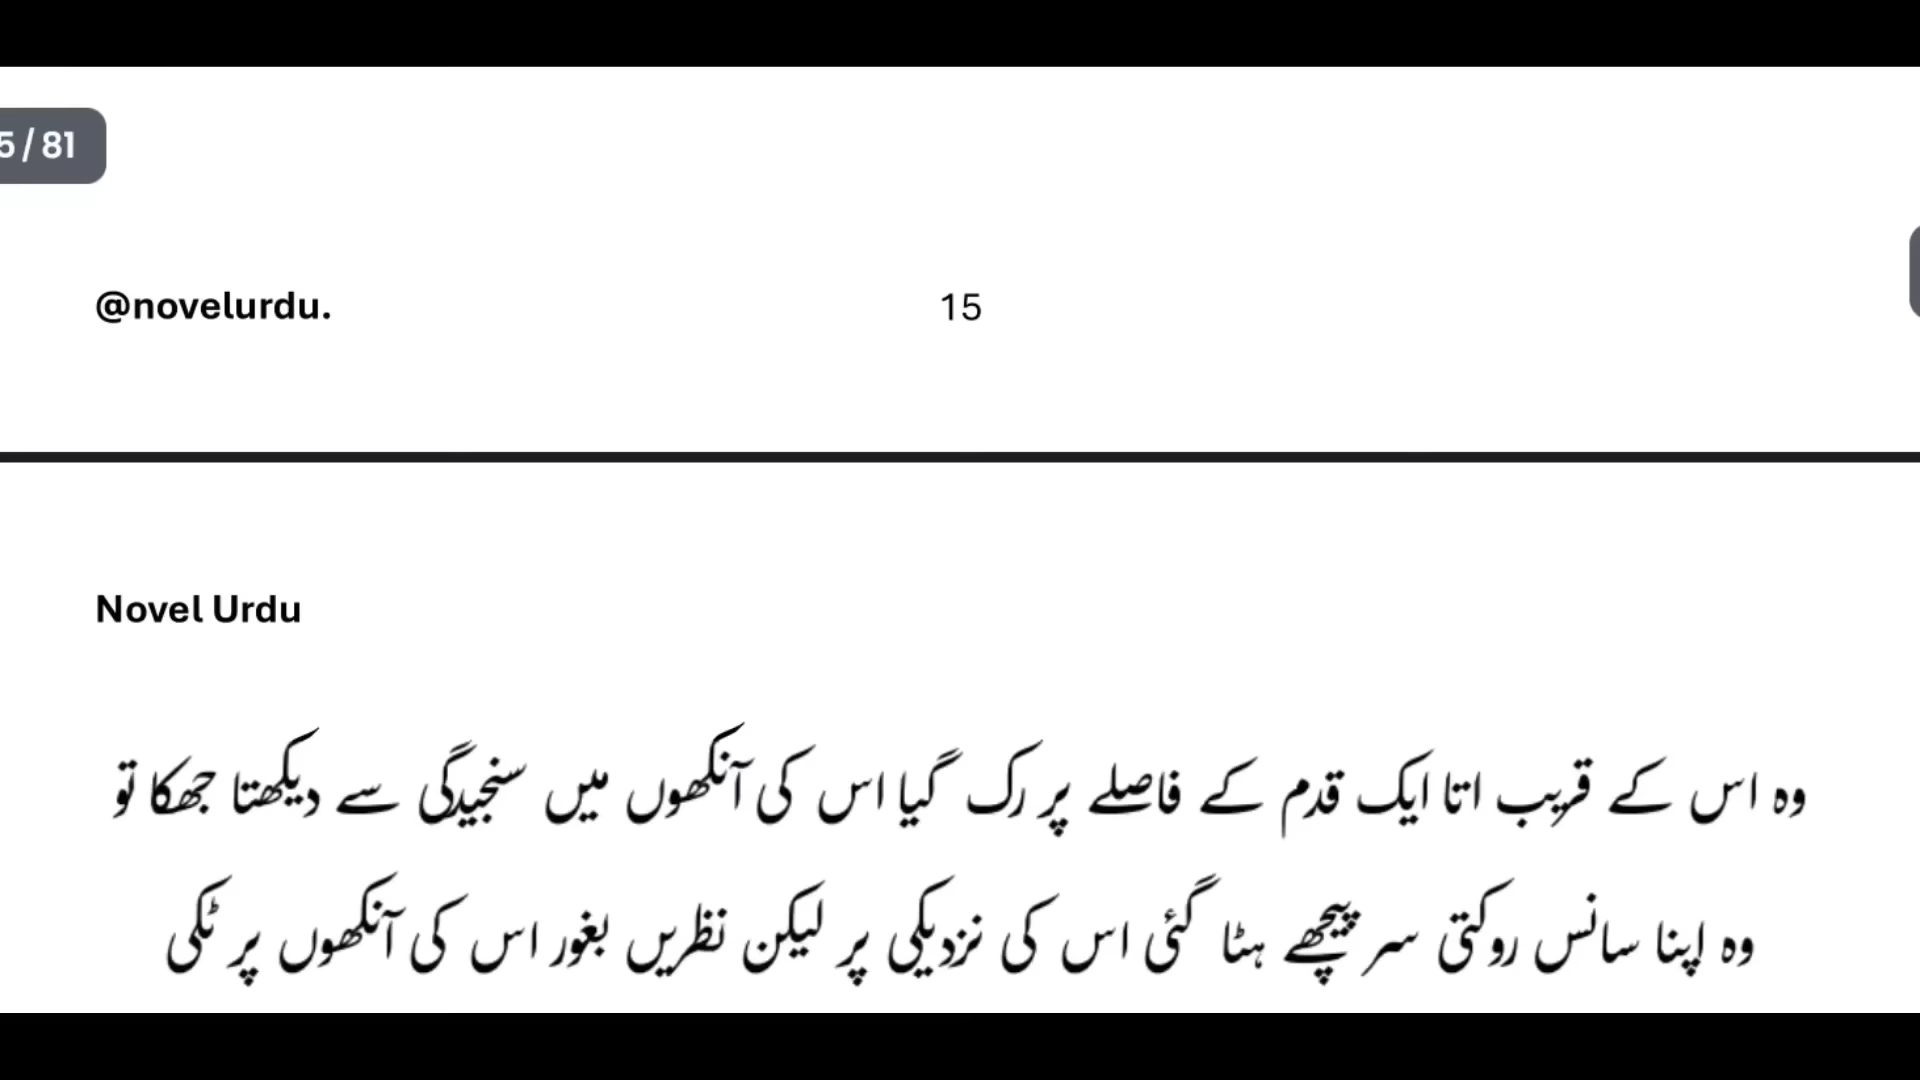 5 / 81
@novelurdu.
15
Novel Urdu
وہ اس کے قریب اتا ایک قدم کے فاصلے پر رک گیا اس کی آنکھوں میں سنجیدگی سے دیکھتا جھکا تو
وہ اپنا سانس روکتی سر پیچھے ہٹا گئی اس کی نزدیکی پر لیکن نظریں بغور اس کی آنکھوں پر ٹکی